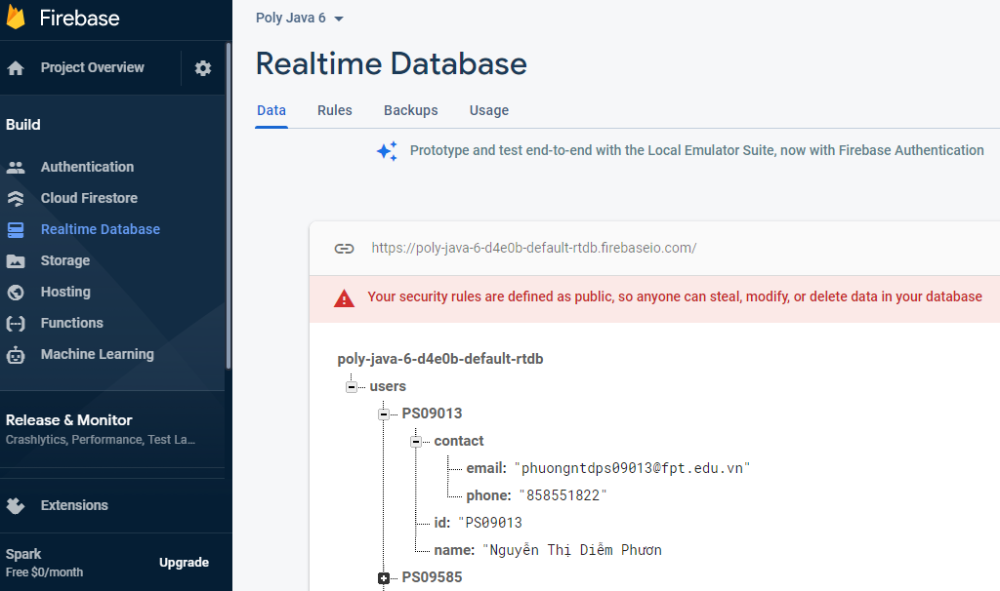 Firebase
Project Overview
Build
Authentication
Cloud Firestore
Realtime Database
Storage
Hosting
Functions
Machine Learning
Release & Monitor
Crashlytics, Performance, Test La...
Extensions
Spark
Free $0/month
Upgrade
Poly Java 6
Realtime Database
Data Rules Backups Usage
Prototype and test end-to-end with the Local Emulator Suite, now with Firebase Authentication
https://poly-java-6-d4e0b-default-rtdb.firebaseio.com/
Your security rules are defined as public, so anyone can steal, modify, or delete data in your database
poly-java-6-d4e0b-default-rtdb
users
PS09013
contact
email: "phuongntdps09013@fpt.edu.vn"
phone: "858551822"
id: "PS09013
name: "Nguyễn Thị Diễm Phươn
PS09585